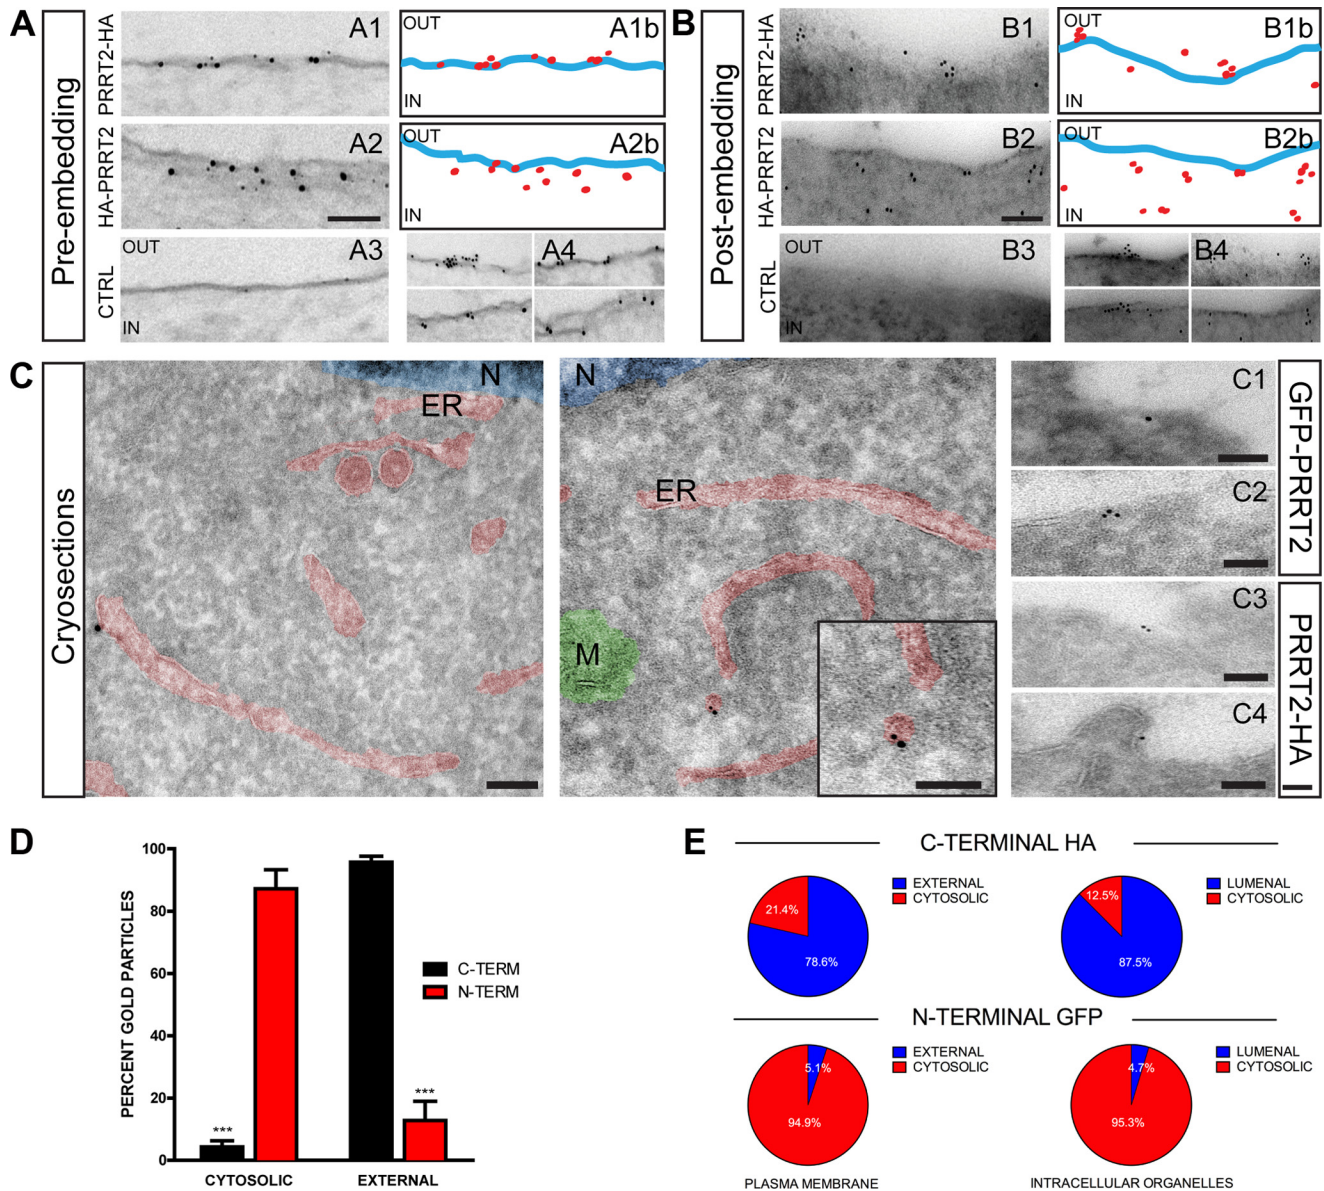 A
Pre-embedding
PRRT2-HA
A1
OUT
A1b
IN
HA-PRRT2
A2
OUT
A2b
IN
CTRL
OUT
A3
IN
A4
B
Post-embedding
PRRT2-HA
B1
OUT
B1b
IN
HA-PRRT2
B2
OUT
B2b
IN
CTRL
OUT
B3
IN
B4
C
Cryosections
N
ER
N
ER
M
C1
C2
GFP-PRRT2
C3
C4
PRRT2-HA
D
PERCENT GOLD PARTICLES
100
80
60
40
20
0
***
***
C-TERM
N-TERM
CYTOSOLIC
EXTERNAL
E
C-TERMINAL HA
21.4%
78.6%
EXTERNAL
CYTOSOLIC
12.5%
87.5%
LUMENAL
CYTOSOLIC
N-TERMINAL GFP
5.1%
94.9%
EXTERNAL
CYTOSOLIC
4.7%
95.3%
LUMENAL
CYTOSOLIC
PLASMA MEMBRANE
INTRACELLULAR ORGANELLES